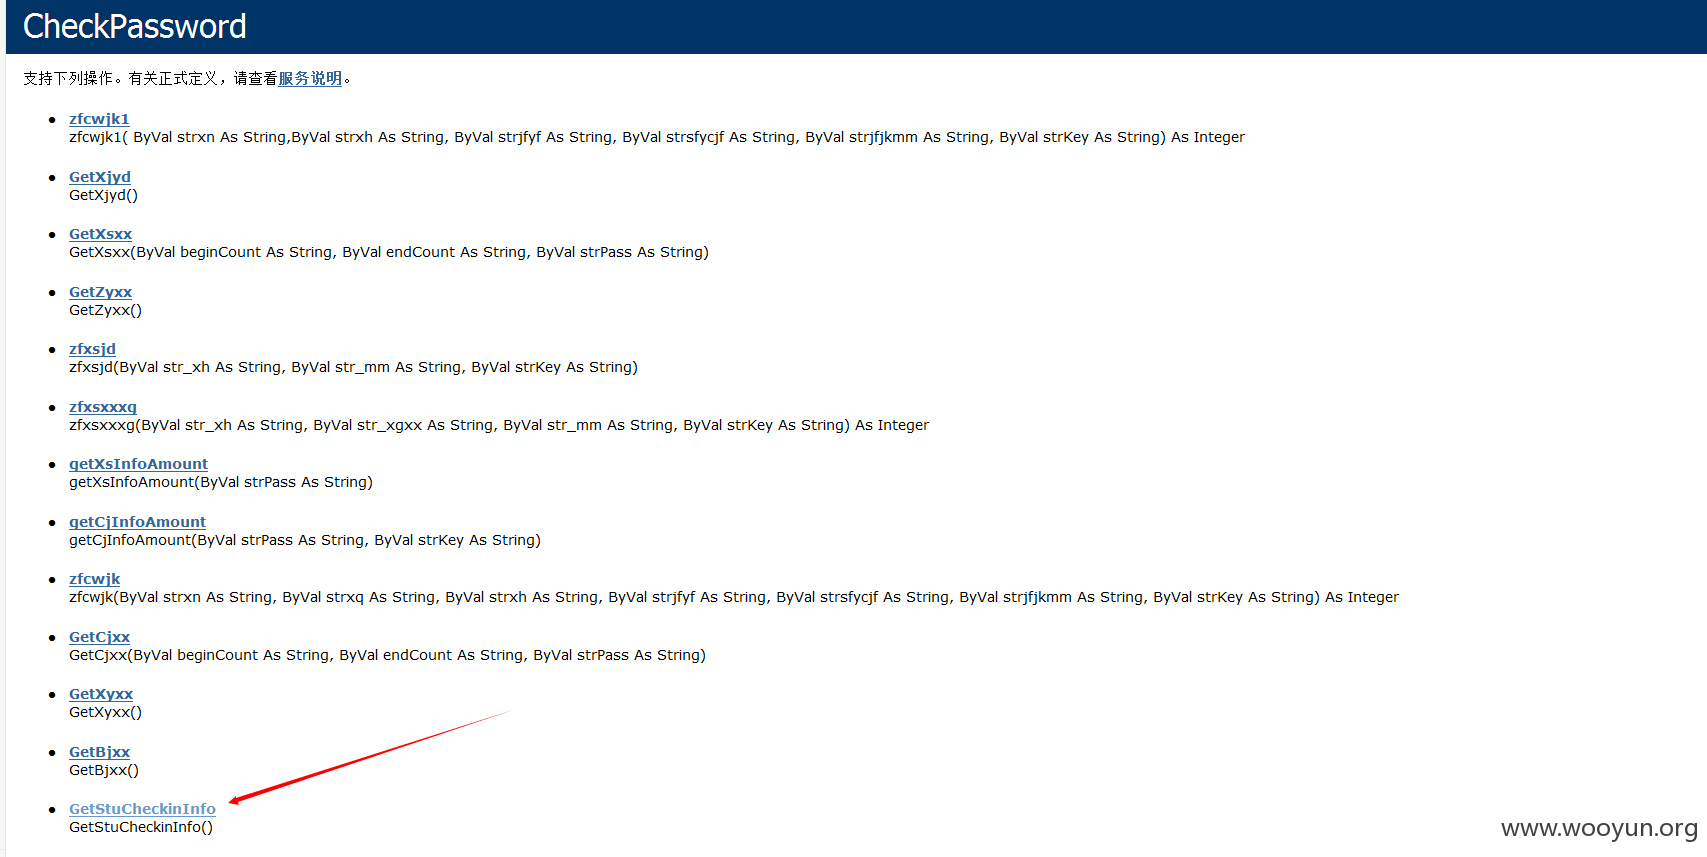 CheckPassword
支持下列操作。有关正式定义，请查看服务说明。
zfcwjk1
zfcwjk1( ByVal strxn As String,ByVal strxh As String, ByVal strjfyf As String, ByVal strsfycjf As String, ByVal strjfjkmm As String, ByVal strKey As String) As Integer
GetXjyd
GetXjyd()
GetXsxx
GetXsxx(ByVal beginCount As String, ByVal endCount As String, ByVal strPass As String)
GetZyxx
GetZyxx()
zfxsjd
zfxsjd(ByVal str_xh As String, ByVal str_mm As String, ByVal strKey As String)
zfxsxxxg
zfxsxxxg(ByVal str_xh As String, ByVal str_xgxx As String, ByVal str_mm As String, ByVal strKey As String) As Integer
getXsInfoAmount
getXsInfoAmount(ByVal strPass As String)
getCjInfoAmount
getCjInfoAmount(ByVal strPass As String, ByVal strKey As String)
zfcwjk
zfcwjk(ByVal strxn As String, ByVal strxq As String, ByVal strxh As String, ByVal strjfyf As String, ByVal strsfycjf As String, ByVal strjfjkmm As String, ByVal strKey As String) As Integer
GetCjxx
GetCjxx(ByVal beginCount As String, ByVal endCount As String, ByVal strPass As String)
GetXyxx
GetXyxx()
GetBjxx
GetBjxx()
GetStuCheckinInfo
GetStuCheckinInfo()
www.wooyun.org